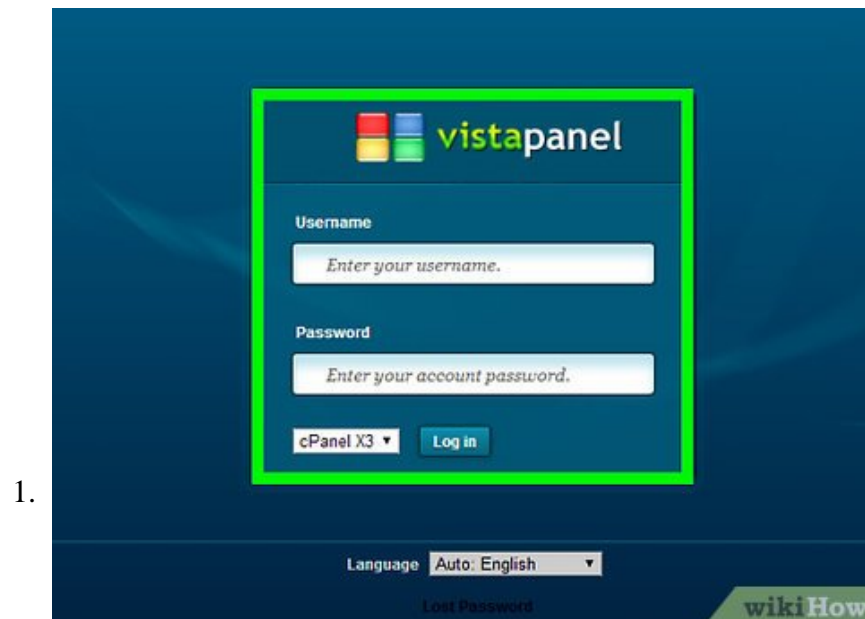 vistapanel
Username
Enter your username.
Password
Enter your account password.
cPanel X3 Log in
1.
Language Auto: English
Lost Password
wikiHow